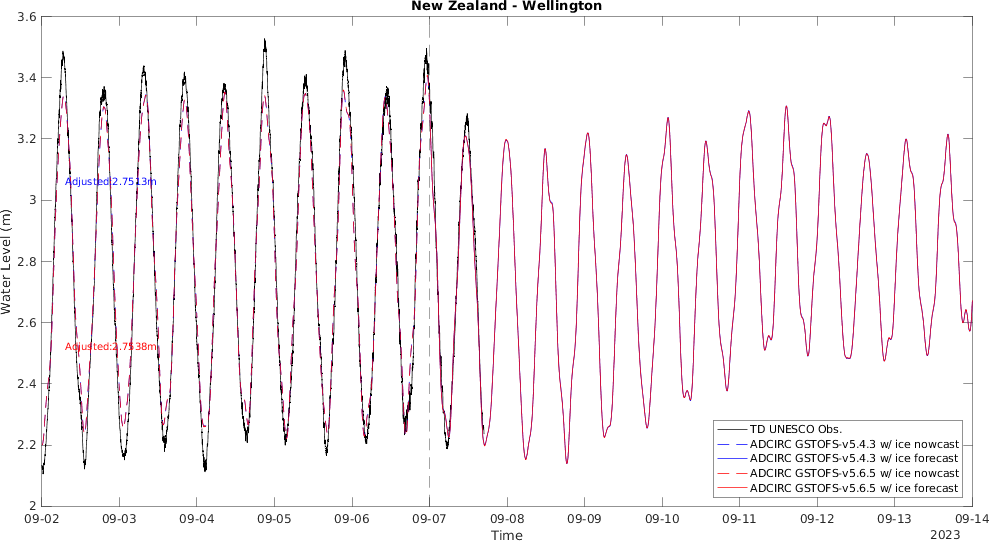 New Zealand - Wellington
3.6
3.4
3.2
3
2.8
2.6
2.4
2.2
2
Water Level (m)
Adjusted:2.7513m
Adjusted:2.7538m
TD UNESCO Obs.
ADCIRC GSTOFS-v5.4.3 w/ ice nowcast
ADCIRC GSTOFS-v5.4.3 w/ ice forecast
ADCIRC GSTOFS-v5.6.5 w/ ice nowcast
ADCIRC GSTOFS-v5.6.5 w/ ice forecast
09-02 09-03 09-04 09-05 09-06 09-07 09-08 09-09 09-10 09-11 09-12 09-13 09-14
Time
2023